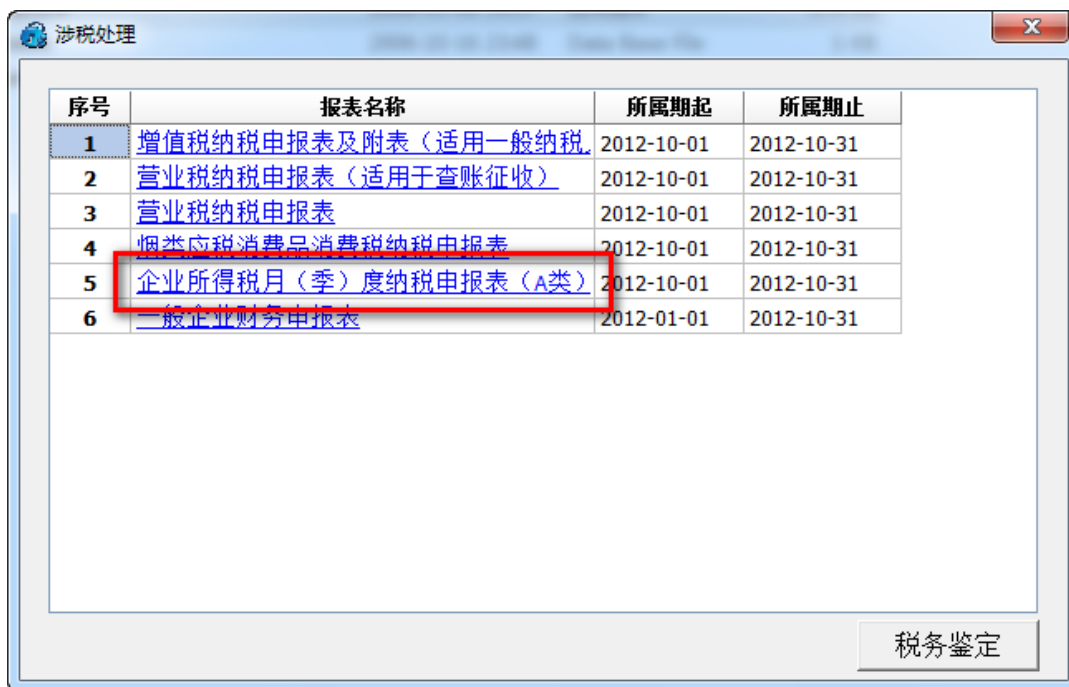 涉税处理
序号 报表名称 所属期起 所属期止
1 增值税纳税申报表及附表（适用一般纳税 2012-10-01 2012-10-31
2 营业税纳税申报表（适用于查账征收） 2012-10-01 2012-10-31
3 营业税纳税申报表 2012-10-01 2012-10-31
4 烟类应税消费品消费税纳税申报表 2012-10-01 2012-10-31
5 企业所得税月（季）度纳税申报表（A类） 2012-10-01 2012-10-31
6 一般企业财务申报表 2012-01-01 2012-10-31
税务鉴定